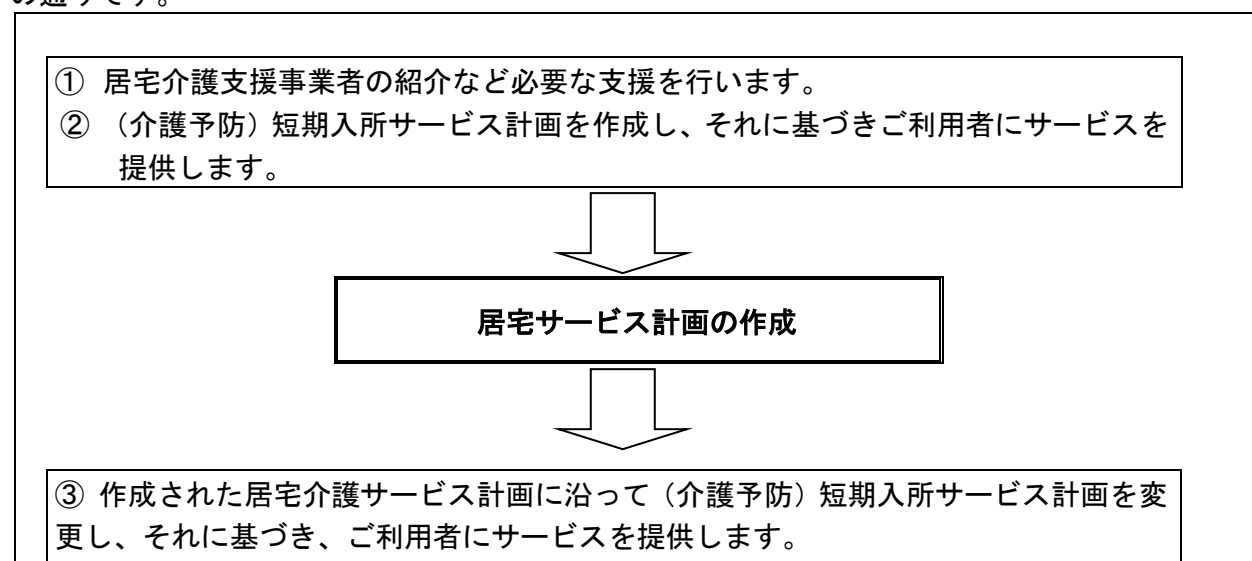 の通りです。
① 居宅介護支援事業者の紹介など必要な支援を行います。
② （介護予防）短期入所サービス計画を作成し、それに基づきご利用者にサービスを
提供します。
居宅サービス計画の作成
③ 作成された居宅介護サービス計画に沿って（介護予防）短期入所サービス計画を変
更し、それに基づき、ご利用者にサービスを提供します。